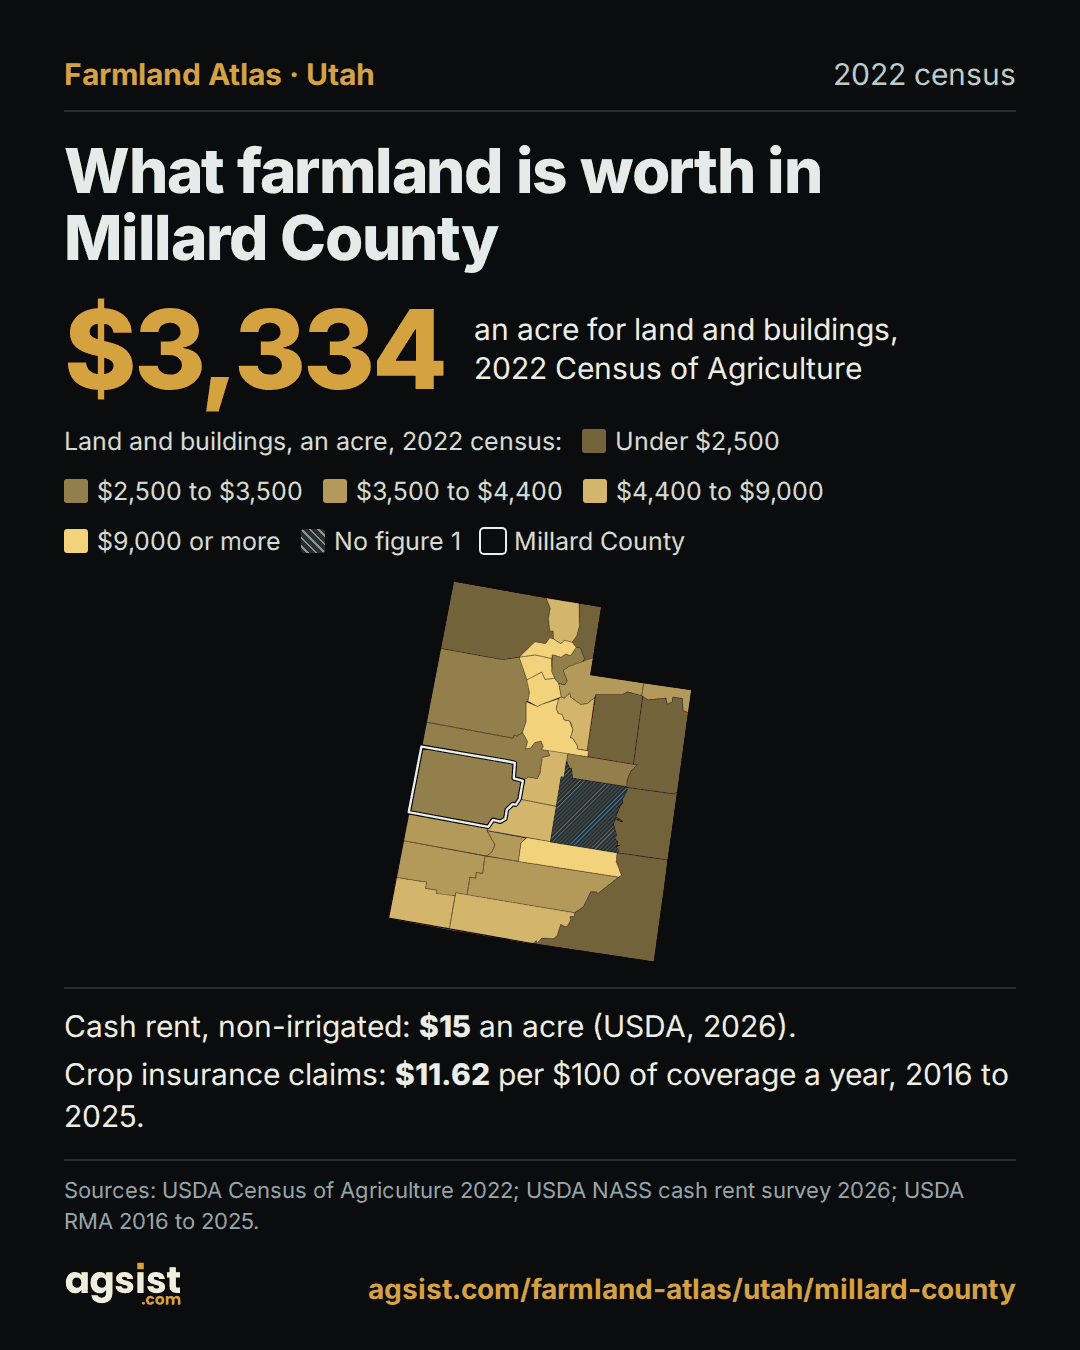 Farmland Atlas · Utah
2022 census
What farmland is worth in
Millard County
$3,334
an acre for land and buildings,
2022 Census of Agriculture
Land and buildings, an acre, 2022 census: Under $2,500
$2,500 to $3,500 $3,500 to $4,400 $4,400 to $9,000
$9,000 or more No figure 1 Millard County
Cash rent, non-irrigated: $15 an acre (USDA, 2026).
Crop insurance claims: $11.62 per $100 of coverage a year, 2016 to
2025.
Sources: USDA Census of Agriculture 2022; USDA NASS cash rent survey 2026; USDA
RMA 2016 to 2025.
agsist
.com
agsist.com/farmland-atlas/utah/millard-county